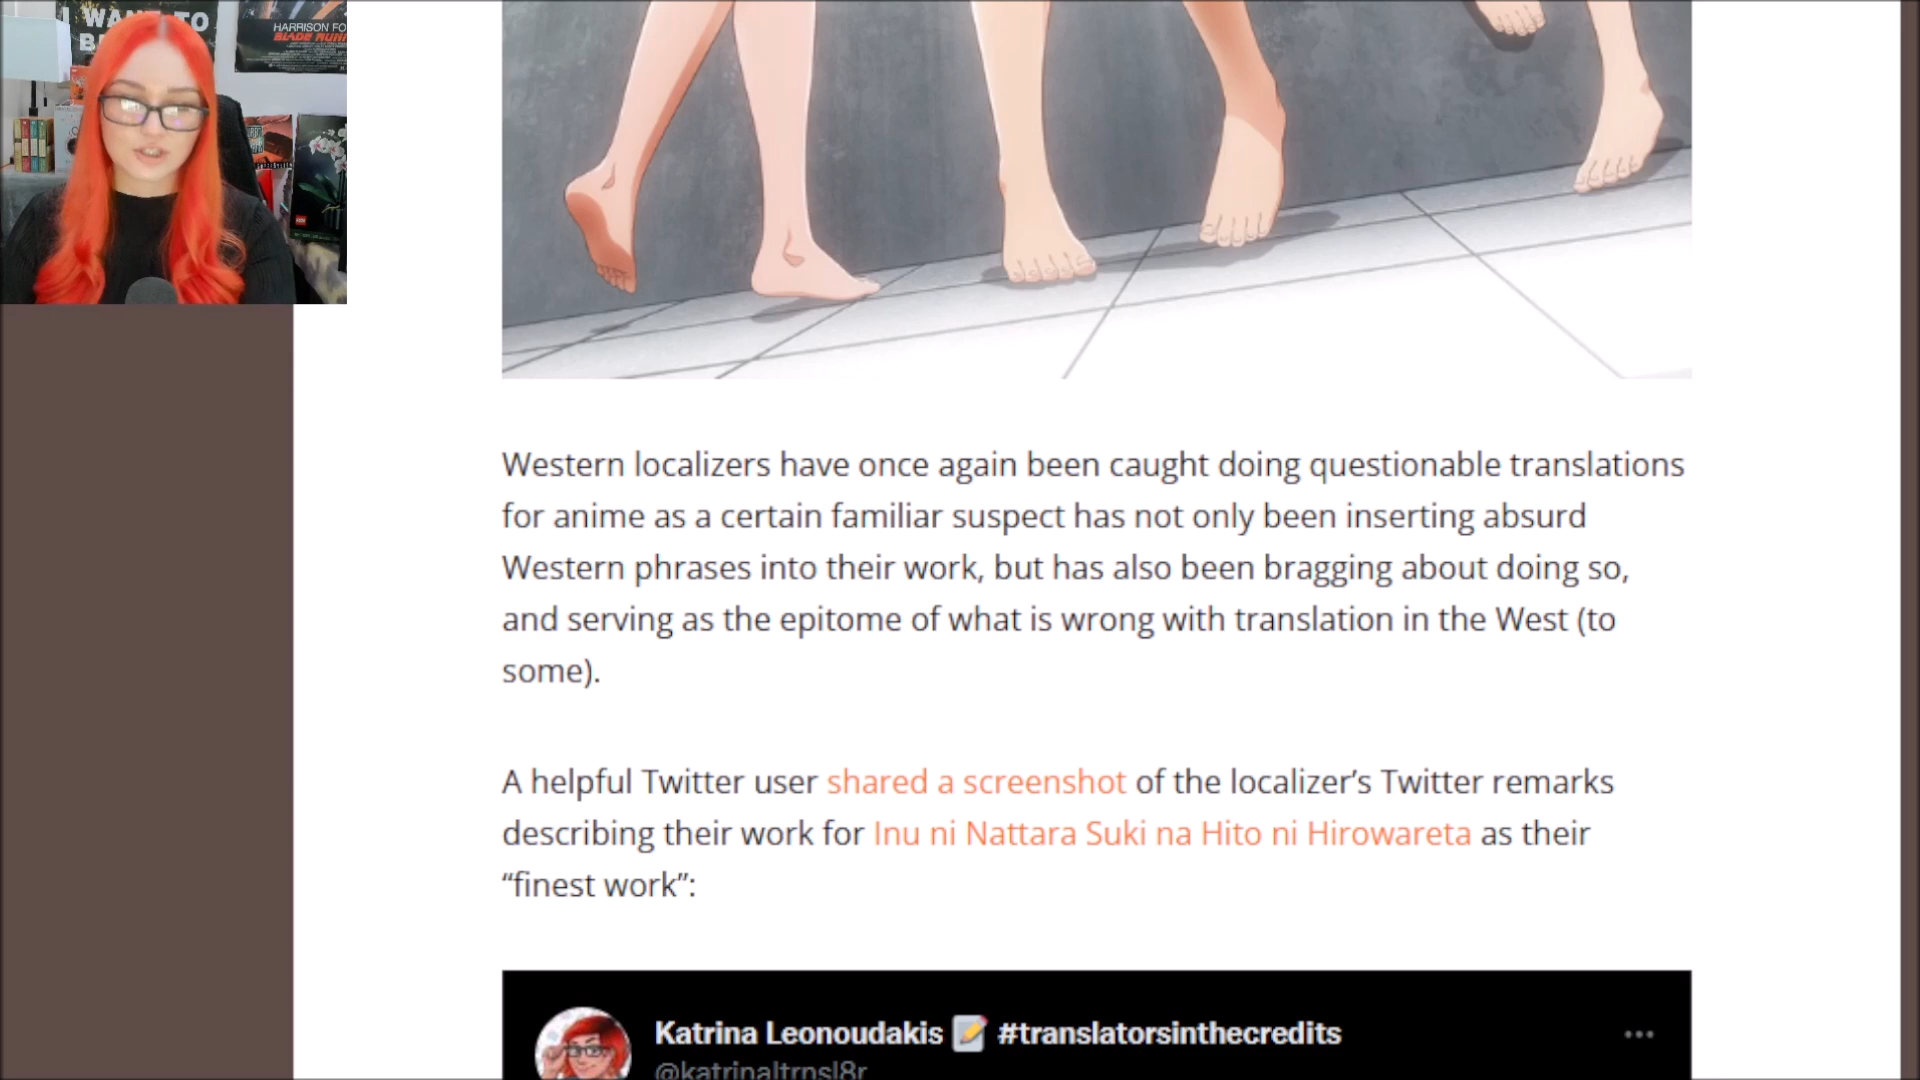 I WANT TO
B
HARRISON FO
BLADE RUNN
Western localizers have once again been caught doing questionable translations
for anime as a certain familiar suspect has not only been inserting absurd
Western phrases into their work, but has also been bragging about doing so,
and serving as the epitome of what is wrong with translation in the West (to
some).
A helpful Twitter user shared a screenshot of the localizer’s Twitter remarks
describing their work for Inu ni Nattara Suki na Hito ni Hirowareta as their
“finest work”:
Katrina Leonoudakis 📝 #translatorsinthecredits
@katrinaltrnsl8r